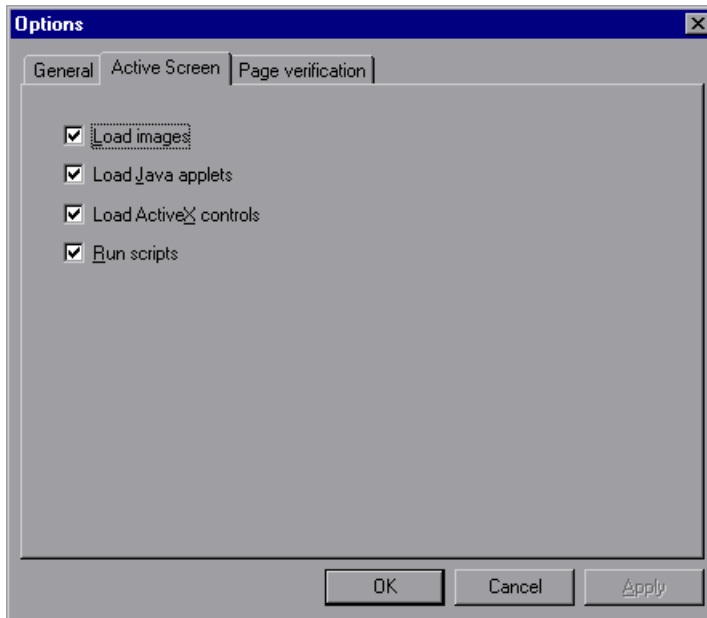 Options
General Active Screen Page verification
Load images
Load Java applets
Load ActiveX controls
Run scripts
OK Cancel Apply